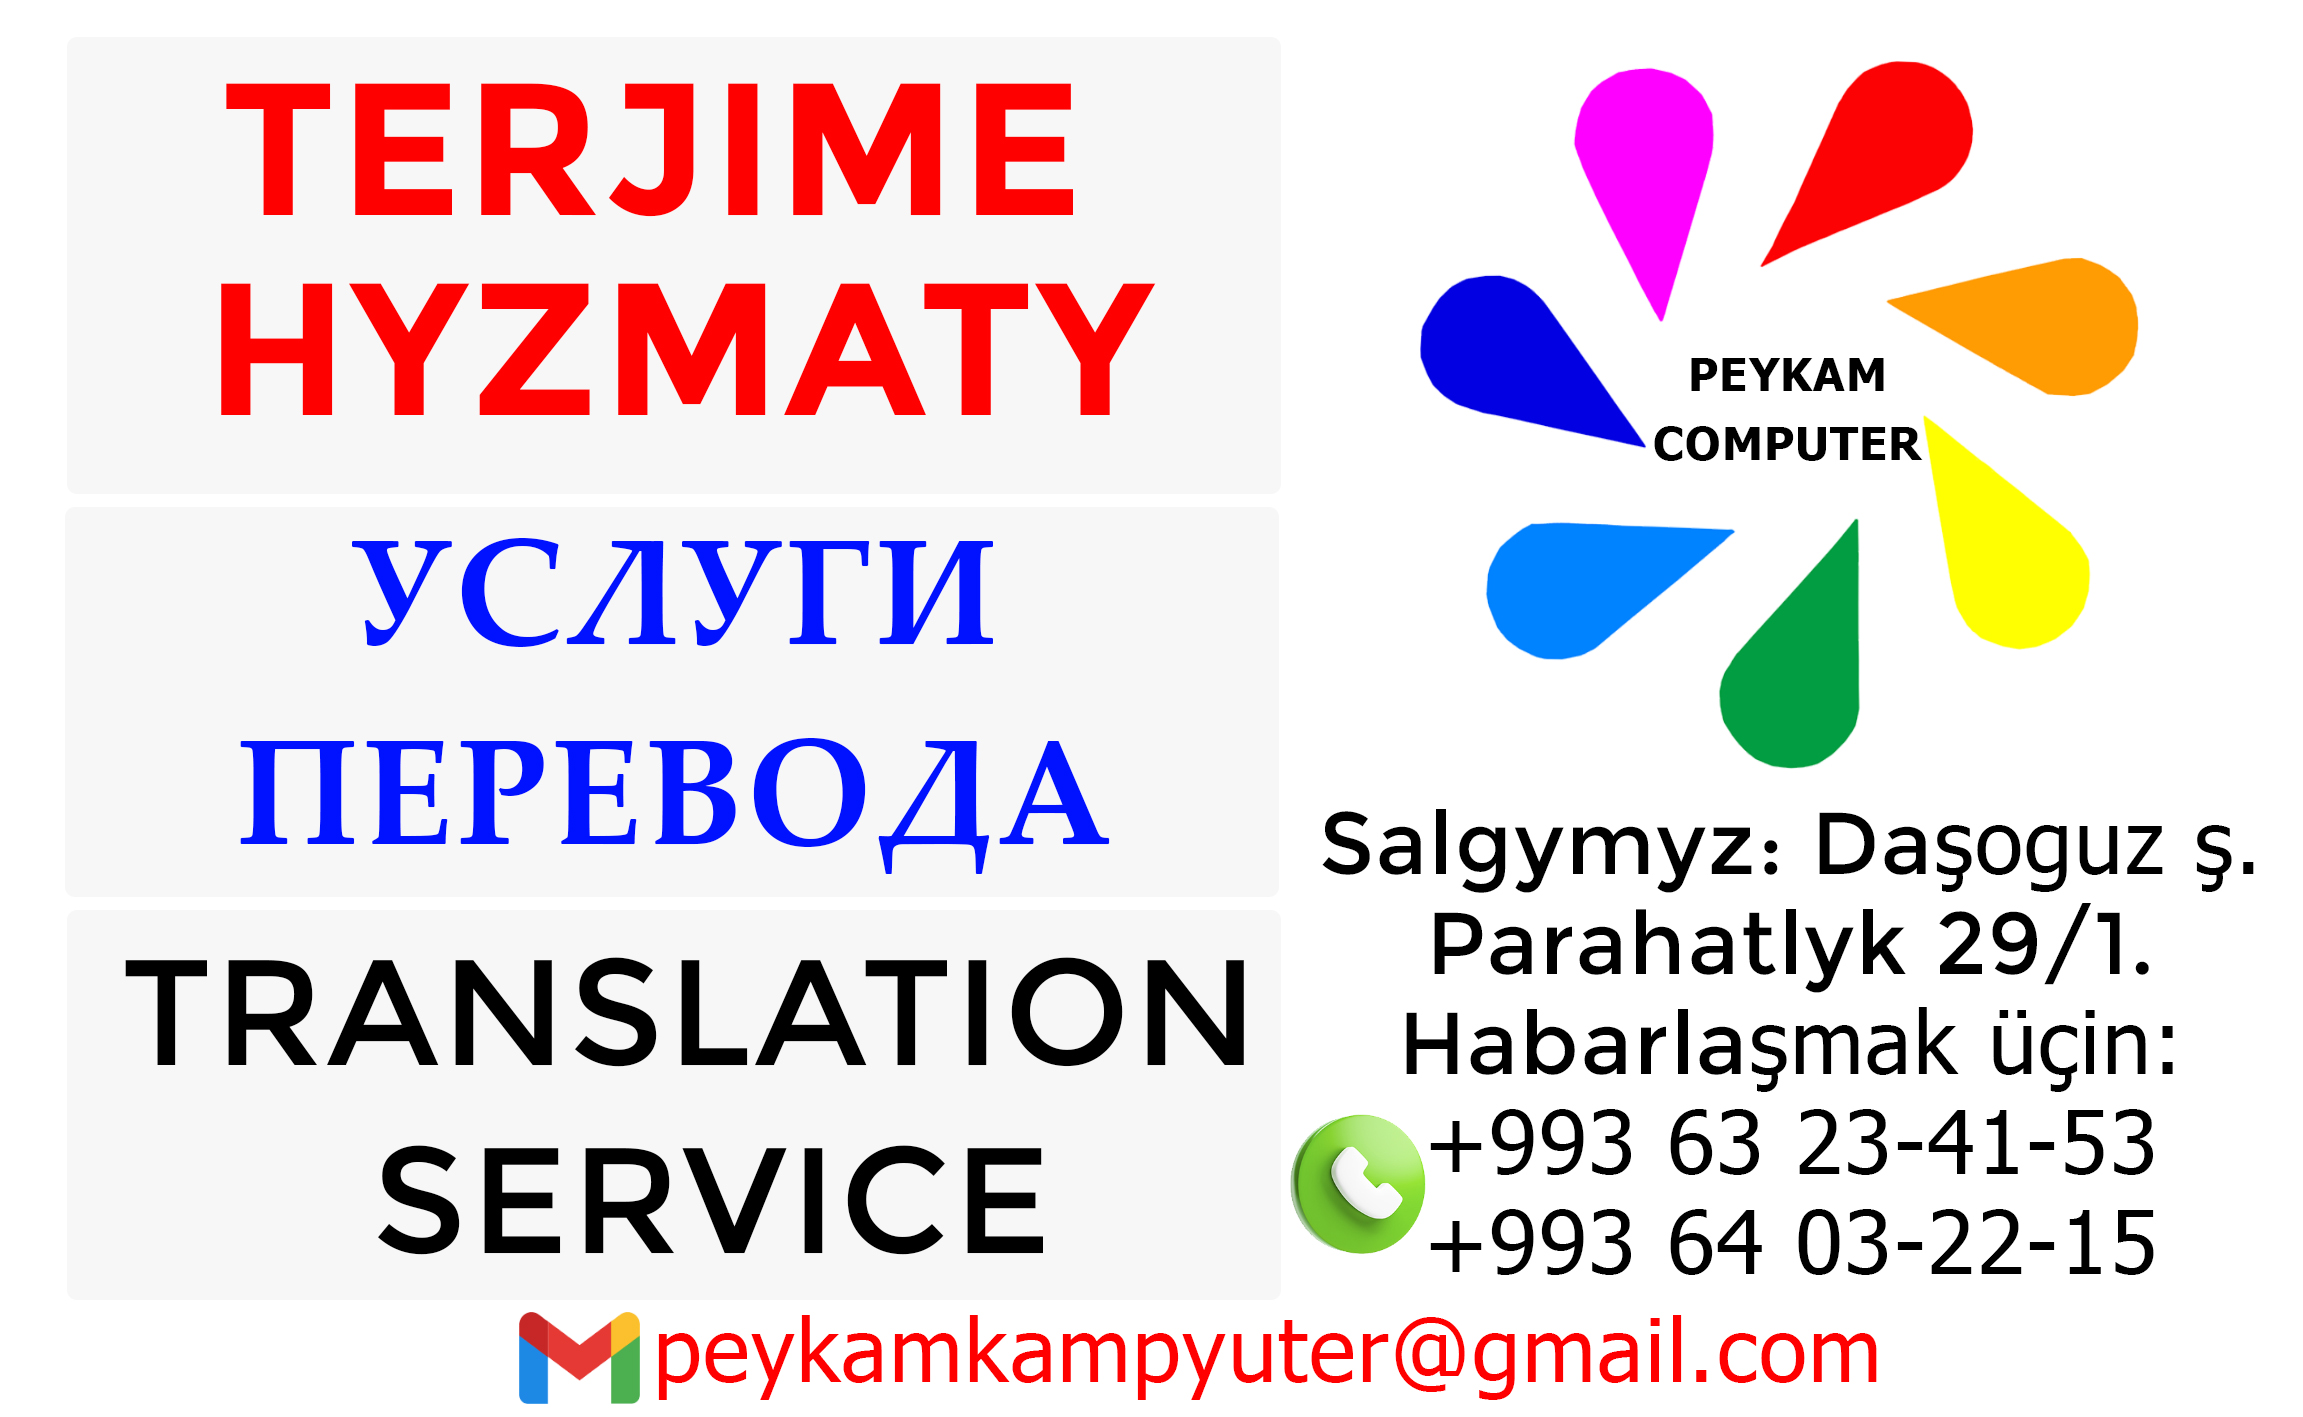 TERJIME
HYZMATY
УСЛУГИ
ПЕРЕВОДА
TRANSLATION
SERVICE
PEYKAM
COMPUTER
Salgymyz: Daşoguz ş.
Parahatlyk 29/1.
Habarlaşmak üçin:
+993 63 23-41-53
+993 64 03-22-15
peykamkampyuter@gmail.com